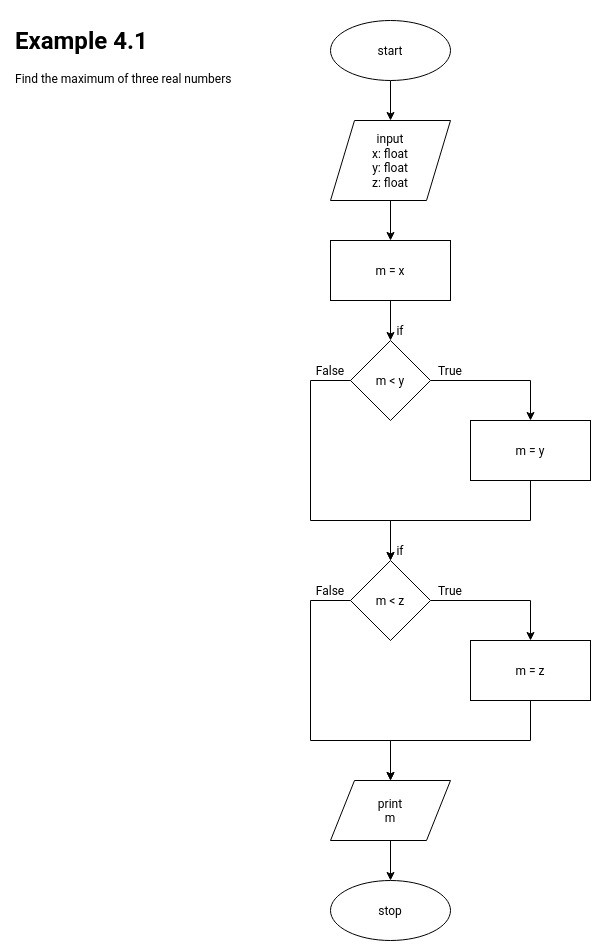 Example 4.1
Find the maximum of three real numbers
start
input
x: float
y: float
z: float
m = x
if
False
m < y
True
m = y
if
False
m < z
True
m = z
print
m
stop